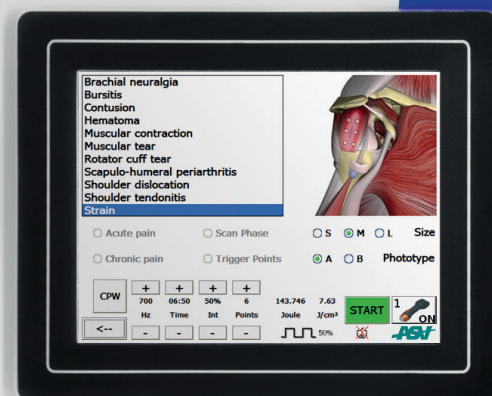 Brachial neuralgia
Bursitis
Contusion
Hematoma
Muscular contraction
Muscular tear
Rotator cuff tear
Scapulo-humeral periarthritis
Shoulder dislocation
Shoulder tendonitis
Strain
Acute pain Scan Phase S M L Size
Chronic pain Trigger Points A B Phototype
CPW + + + +
700 06:50 50% 6 143.746 7.63
Hz Time Int Points Joule J/cm²
START 1 ON
<-- - - - - 50% ASA